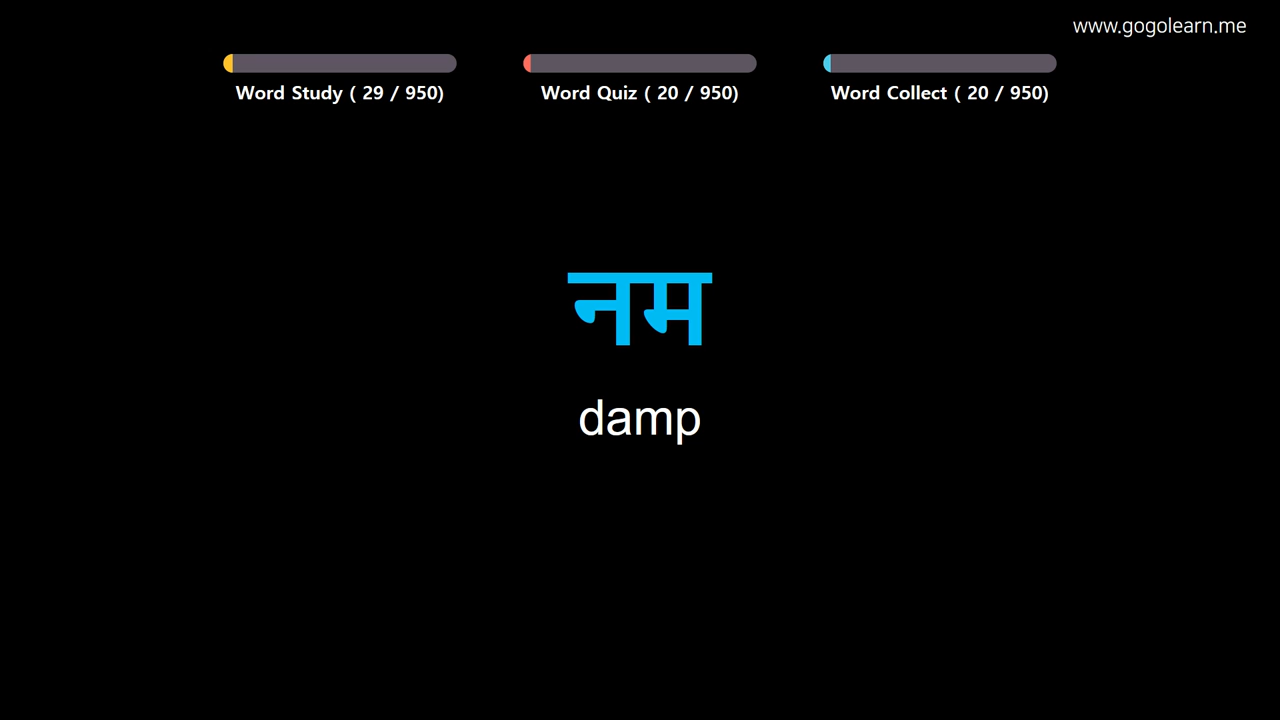 www.gogolearn.me
Word Study ( 29 / 950)
Word Quiz ( 20 / 950)
Word Collect ( 20 / 950)
नम
damp